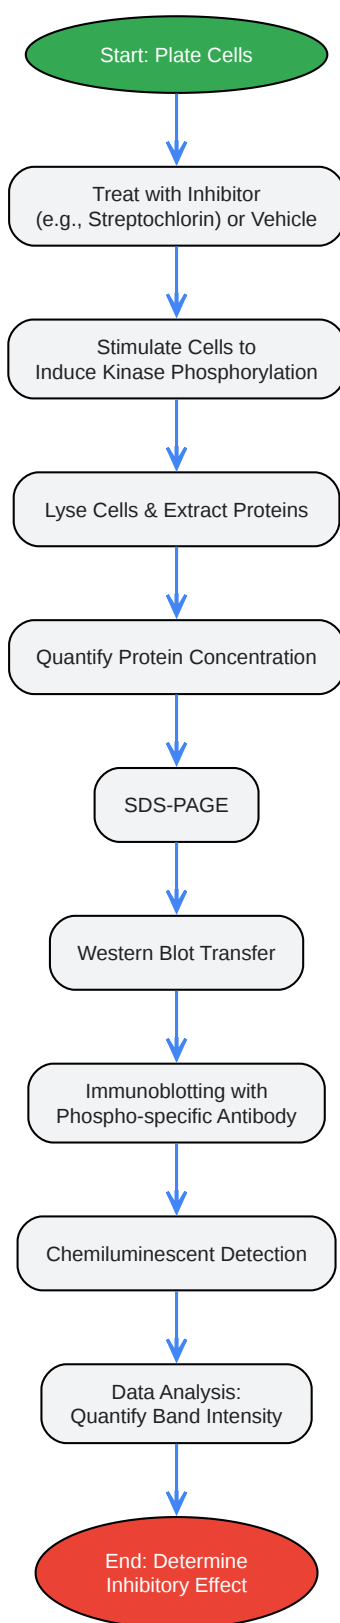 Start: Plate Cells
Treat with Inhibitor
(e.g., Streptochlorin) or Vehicle
Stimulate Cells to
Induce Kinase Phosphorylation
Lyse Cells & Extract Proteins
Quantify Protein Concentration
SDS-PAGE
Western Blot Transfer
Immunoblotting with
Phospho-specific Antibody
Chemiluminescent Detection
Data Analysis:
Quantify Band Intensity
End: Determine
Inhibitory Effect